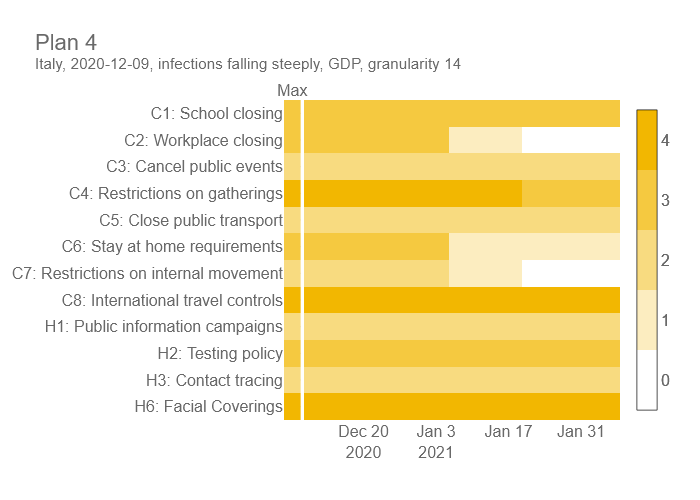 Plan 4
Italy, 2020-12-09, infections falling steeply, GDP, granularity 14
Max
C1: School closing
C2: Workplace closing
C3: Cancel public events
C4: Restrictions on gatherings
C5: Close public transport
C6: Stay at home requirements
C7: Restrictions on internal movement
C8: International travel controls
H1: Public information campaigns
H2: Testing policy
H3: Contact tracing
H6: Facial Coverings
4
3
2
1
0
Dec 20 Jan 3 Jan 17 Jan 31
2020 2021